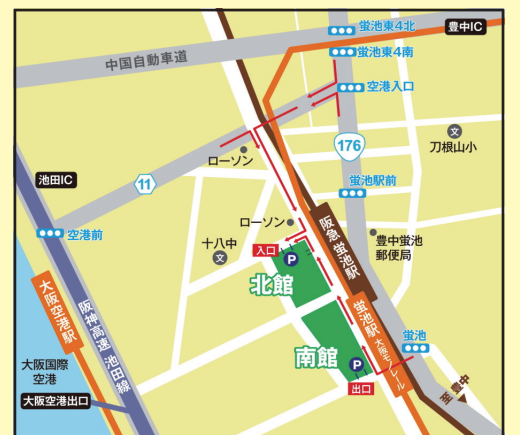 蛍池東4北
豊中IC
蛍池東4南
中国自動車道
空港入口
176
文
刀根山小
ローソン
池田IC
11
蛍池駅前
ローソン
空港前
十八中
文
入口
P
阪急 蛍池駅
豊中蛍池
郵便局
北館
大阪空港駅
阪神高速 池田線
蛍池駅
大阪モノレール
蛍池
南館
P
大阪国際
空港
出口
至 豊中
大阪空港出口